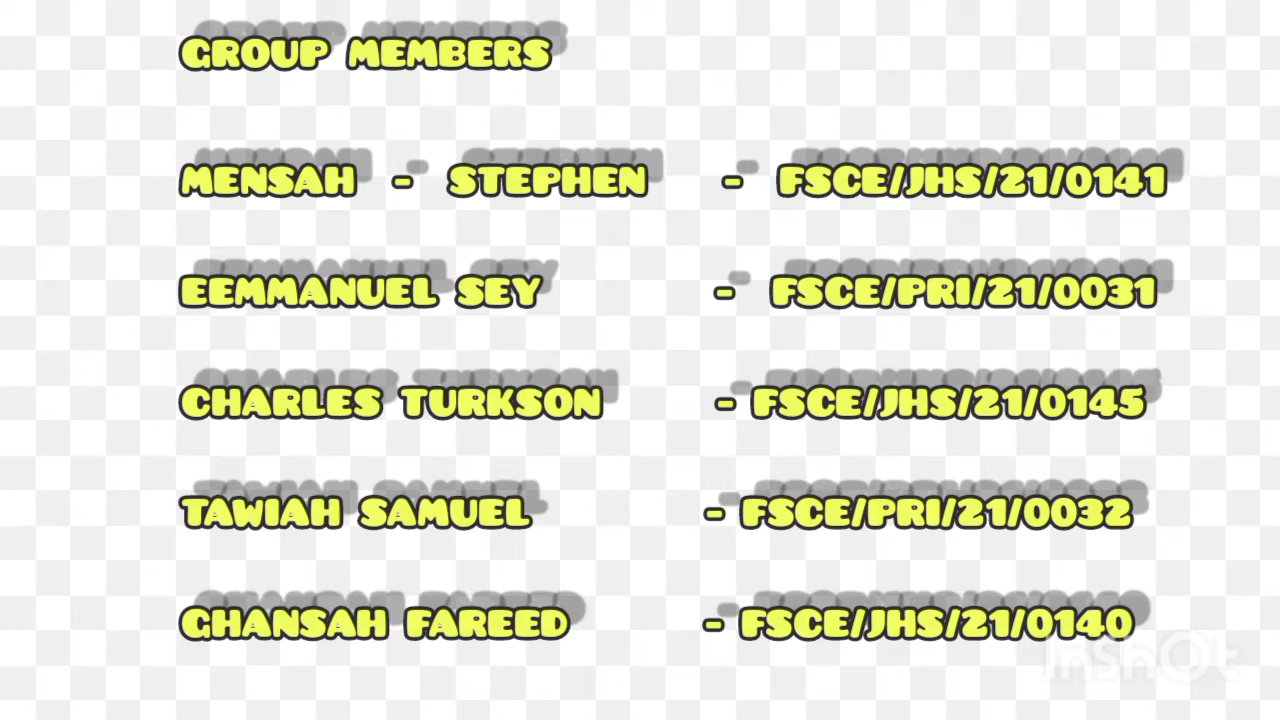 GROUP MEMBERS
MENSAH - STEPHEN - FSCE/JHS/21/0141
EEMMANUEL SEY - FSCE/PRI/21/0031
CHARLES TURKSON - FSCE/JHS/21/0145
TAWIAH SAMUEL - FSCE/PRI/21/0032
GHANSAH FAREED - FSCE/JHS/21/0140
InShOt